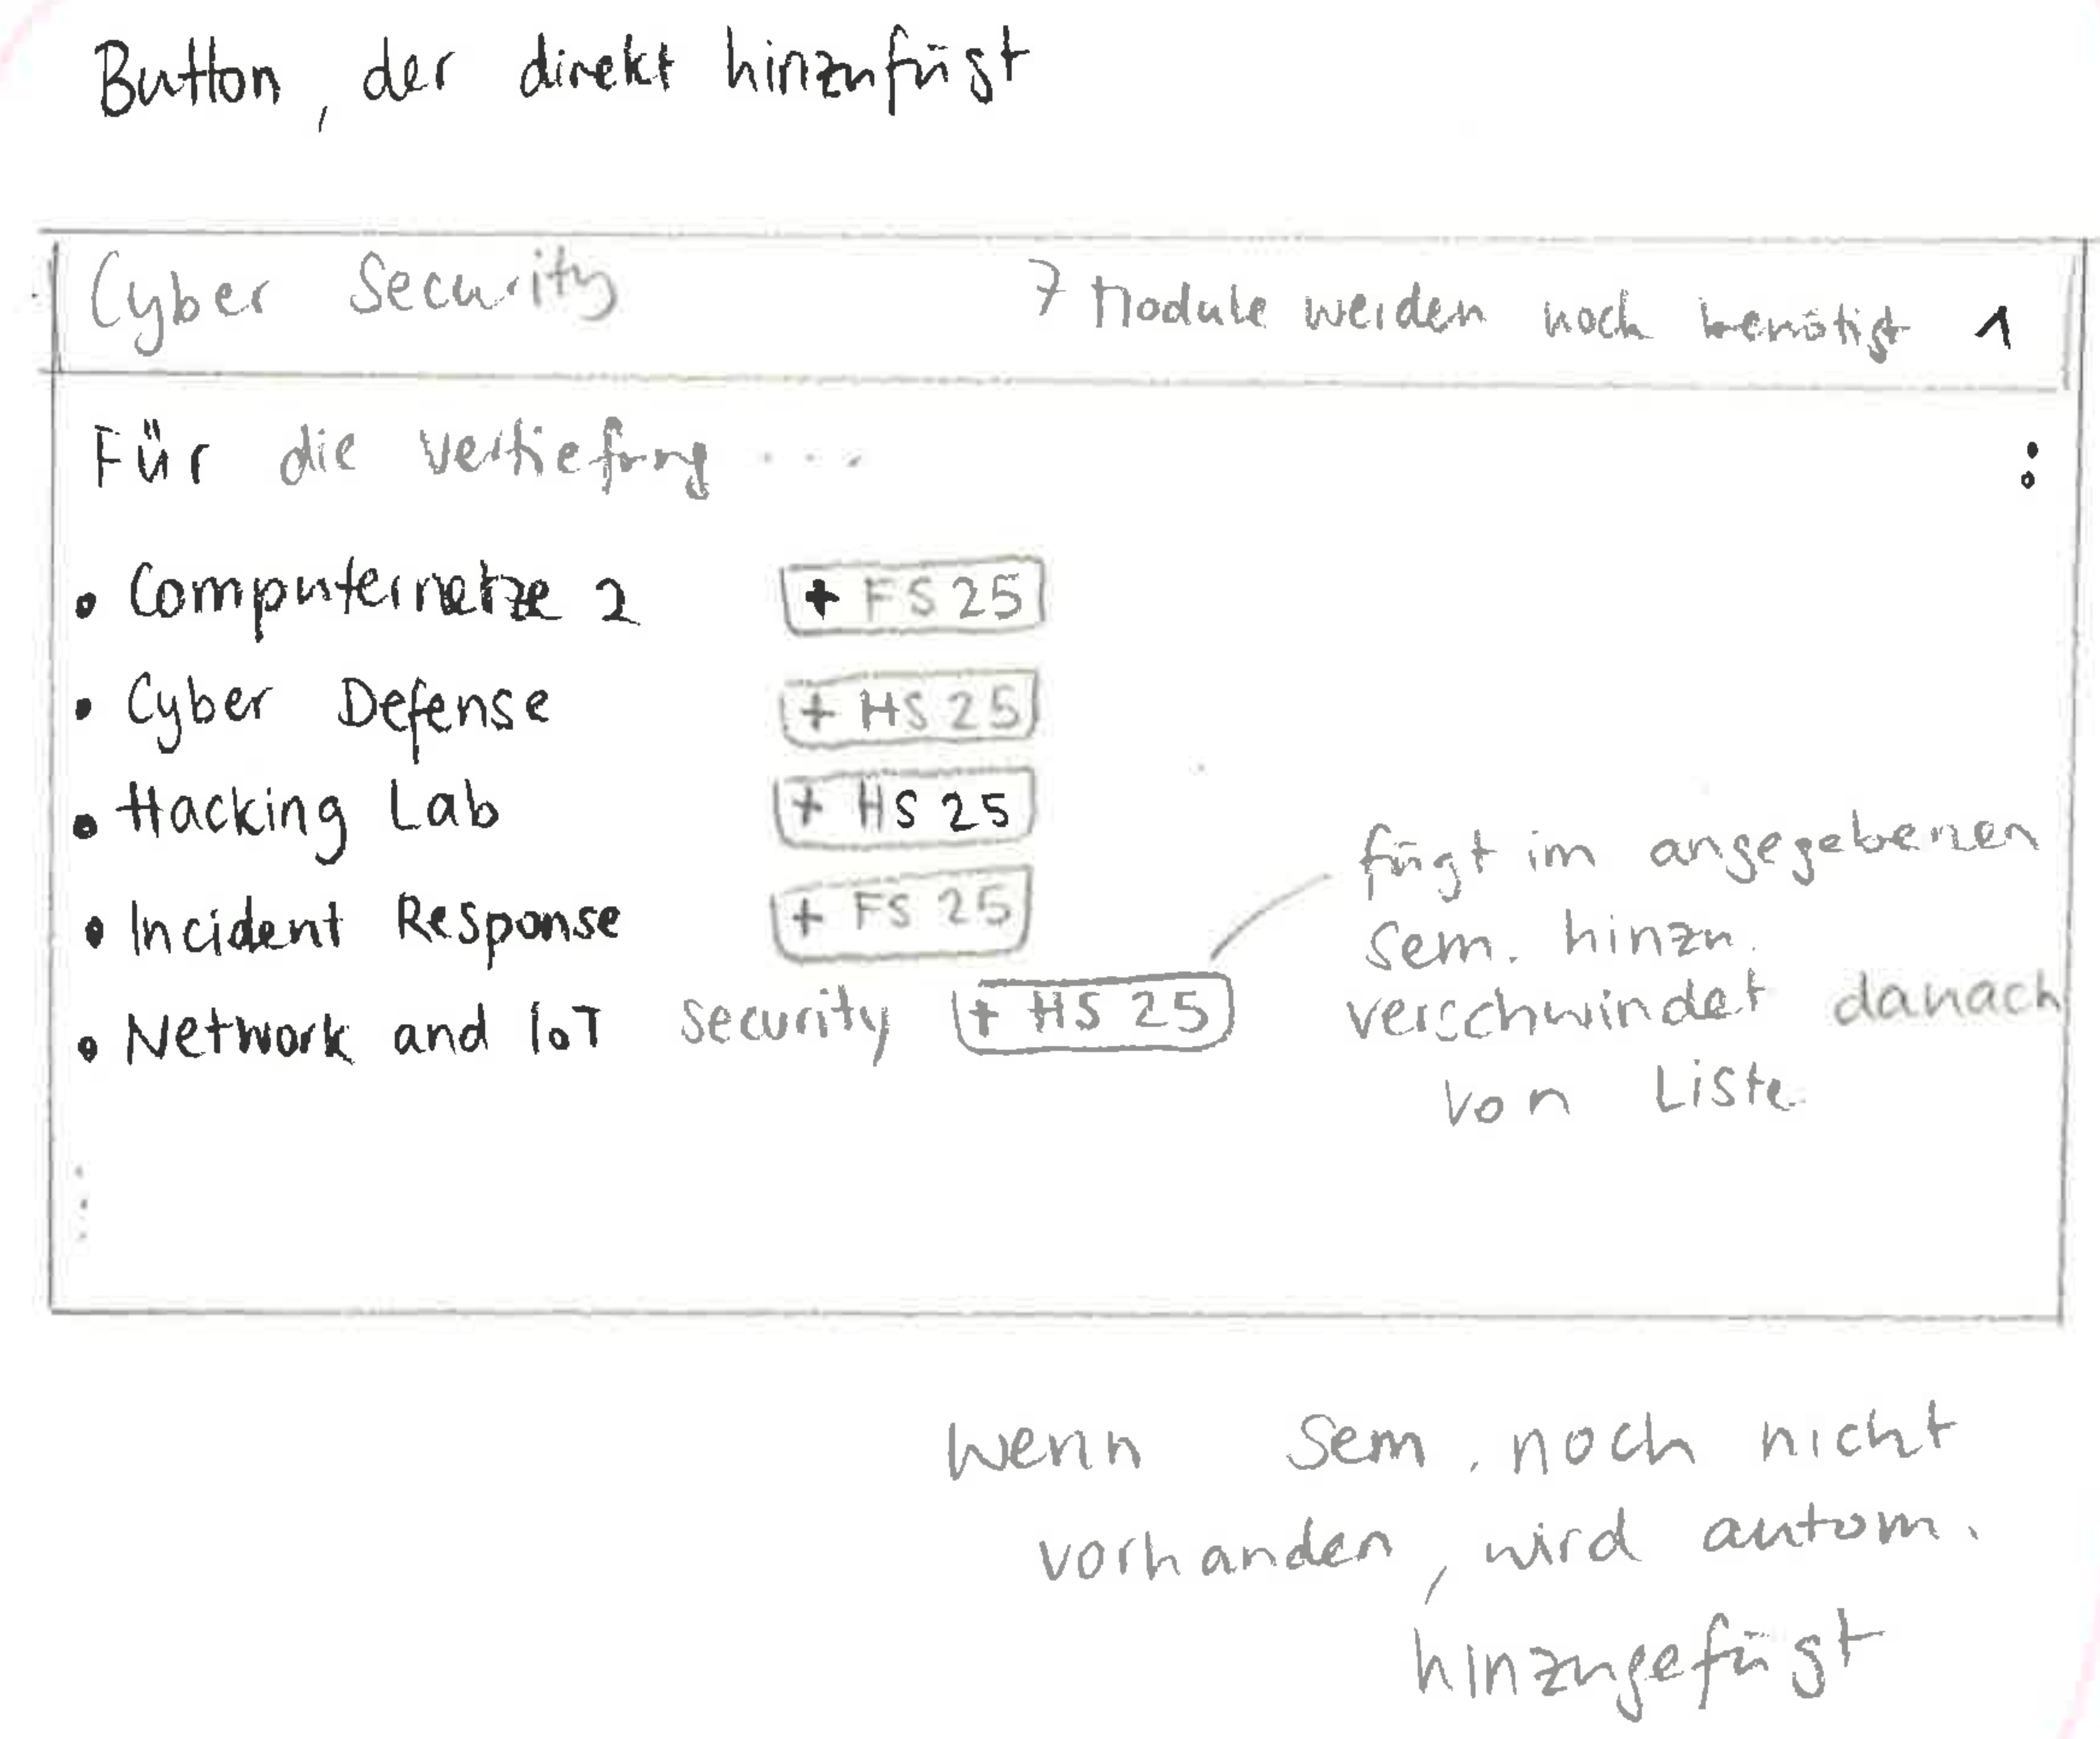 Button, der direkt hinzufügt
Cyber Security 7 Module werden noch benötigt ^
Für die Vertiefung ...
• Computernetze 2 + FS 25
• Cyber Defense + HS 25
• Hacking Lab + HS 25
• Incident Response + FS 25
• Network and IoT security + HS 25
fügt im angegebenen
Sem. hinzu.
verschwindet danach
von Liste
Wenn Sem. noch nicht
vorhanden, wird autom.
hinzugefügt